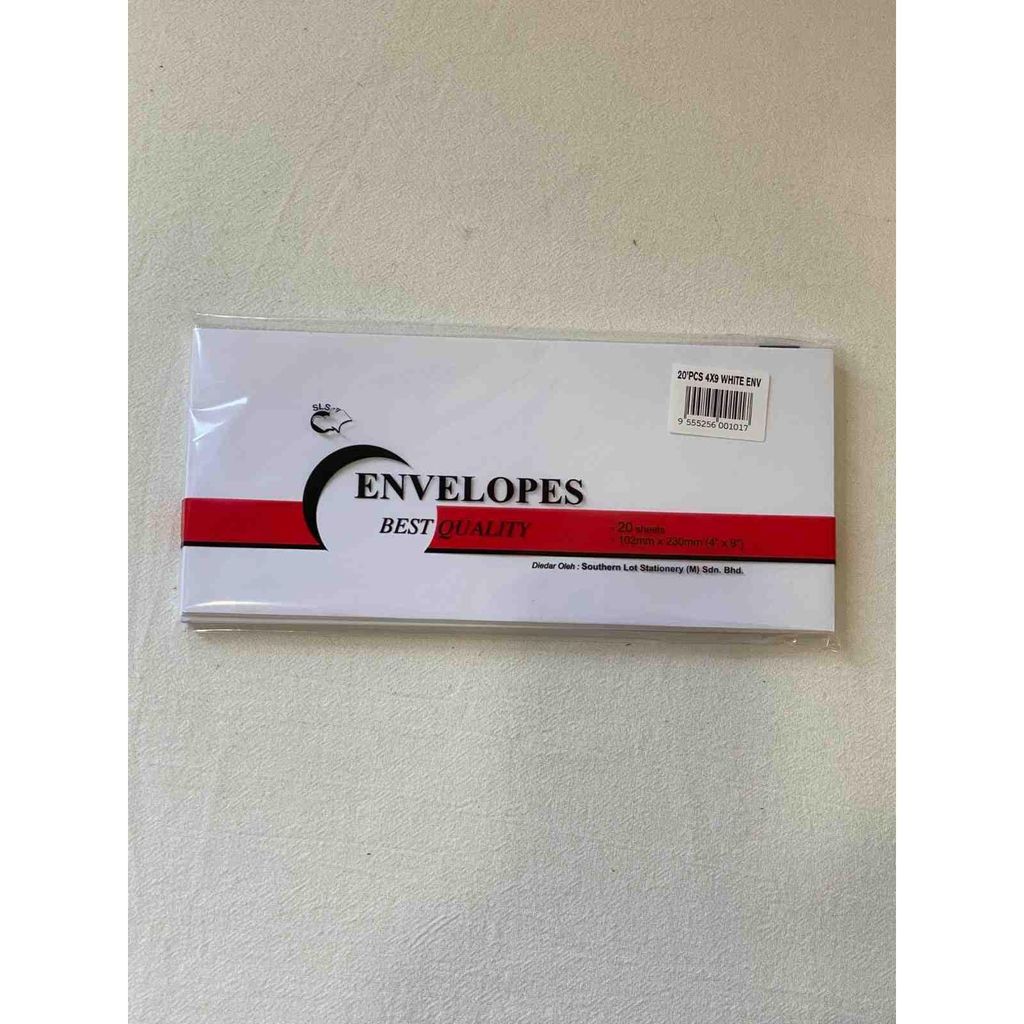 20'PCS 4X9 WHITE ENV
9 555256 001017
SLS
ENVELOPES
BEST QUALITY
- 20 sheets
- 102mm x 230mm (4" x 9")
Diedar Oleh : Southern Lot Stationery (M) Sdn. Bhd.